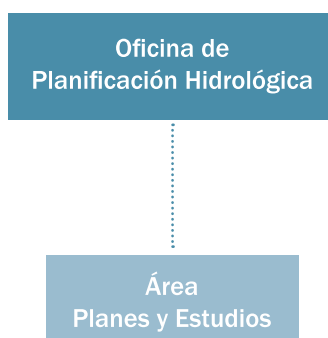 Oficina de
Planificación Hidrológica
Área
Planes y Estudios